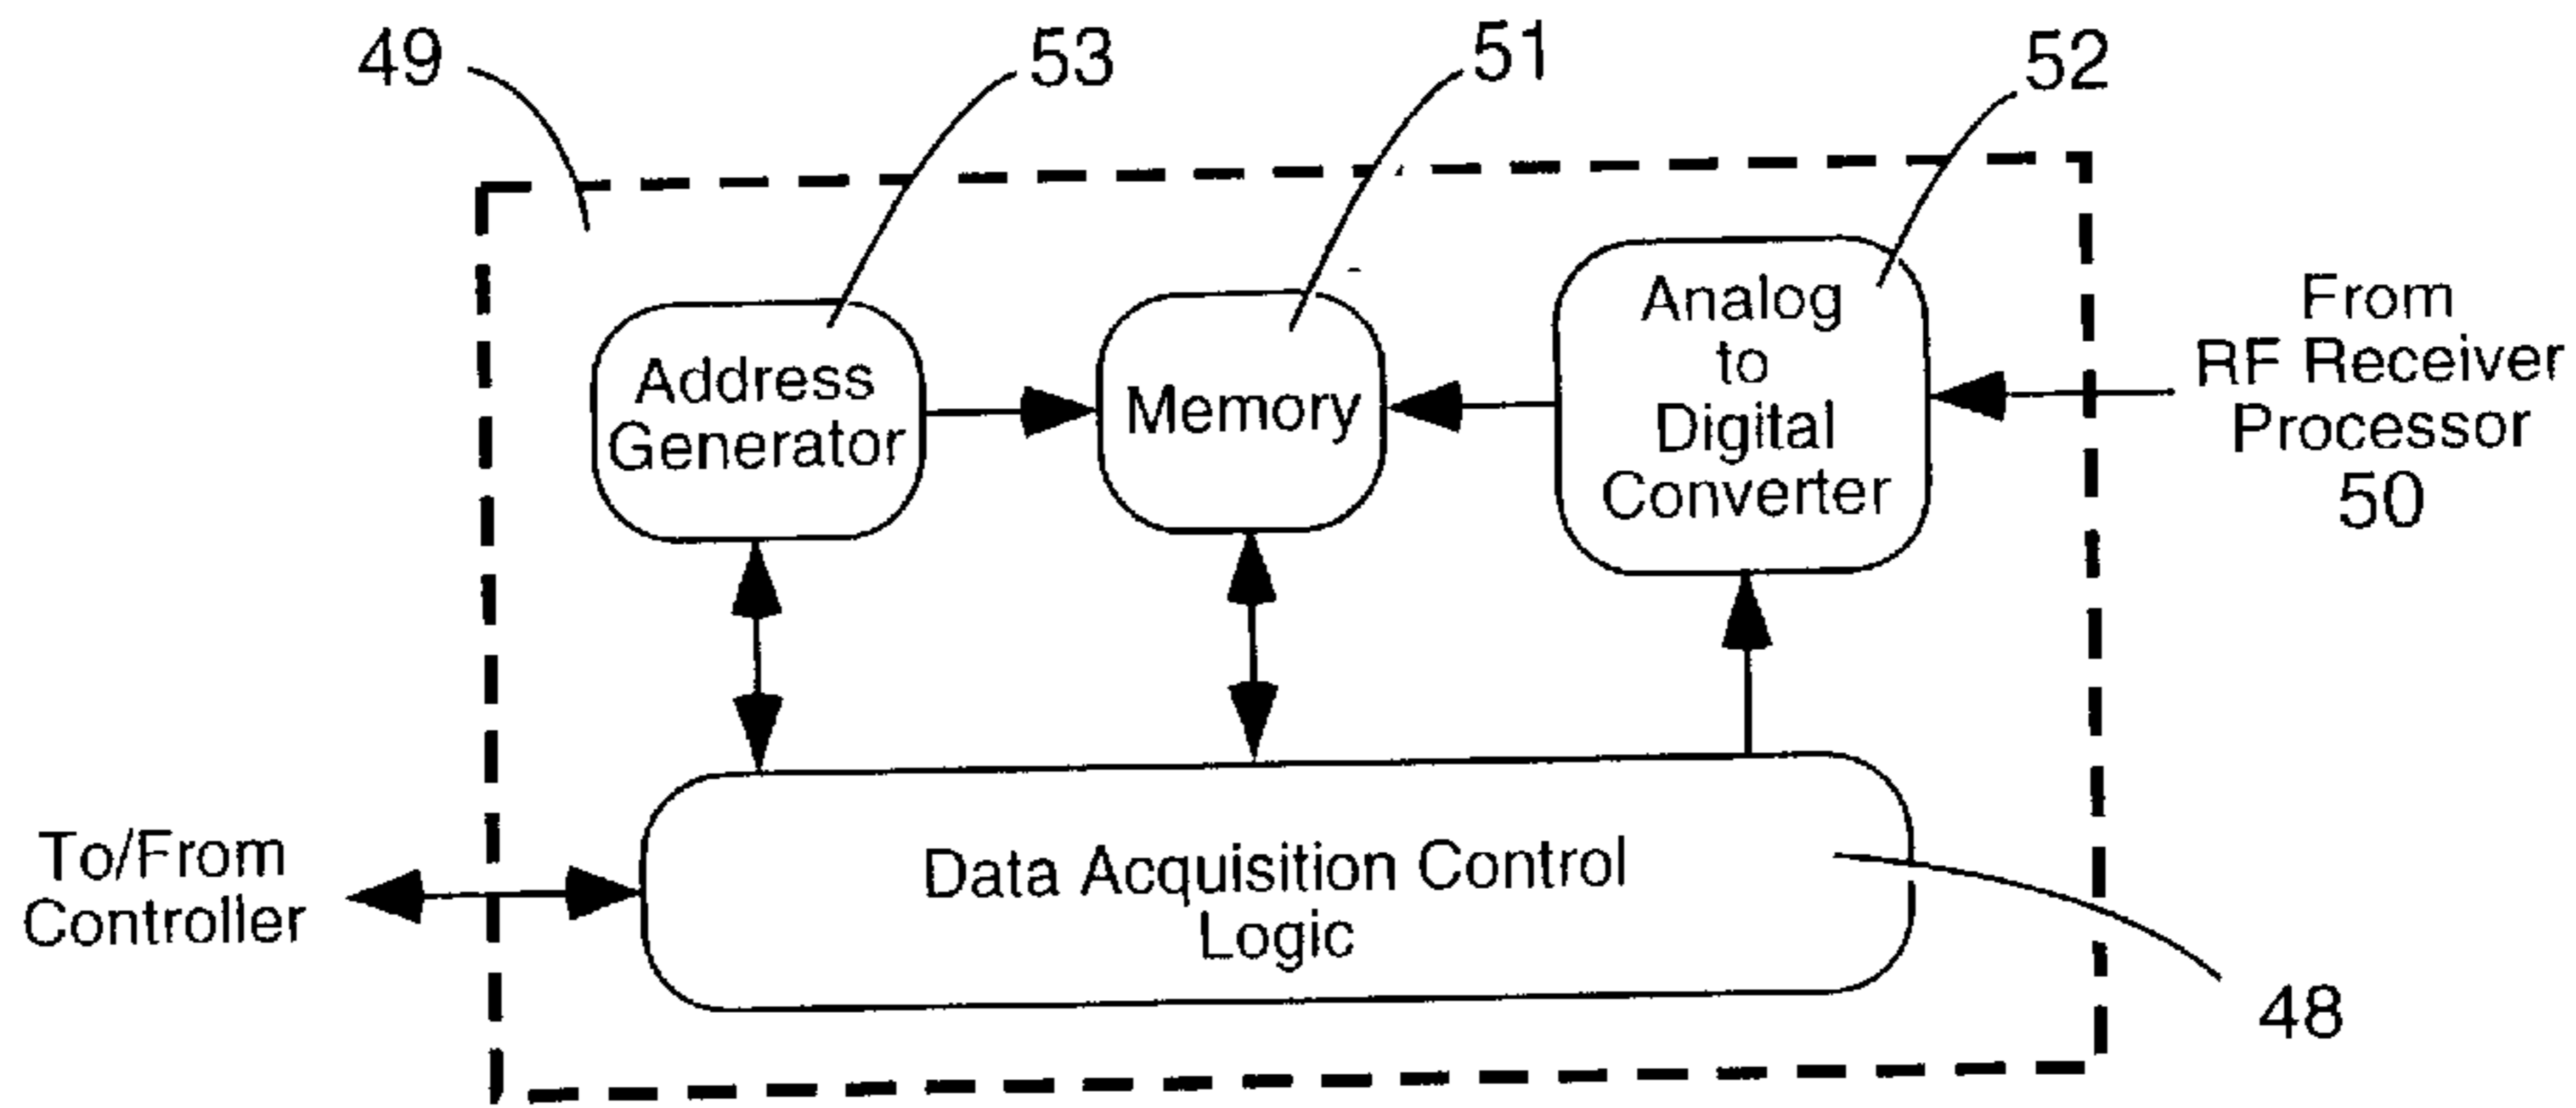 49
53
51
52
Address
Generator
Memory
Analog
to
Digital
Converter
From
RF Receiver
Processor
50
To/From
Controller
Data Acquisition Control
Logic
48